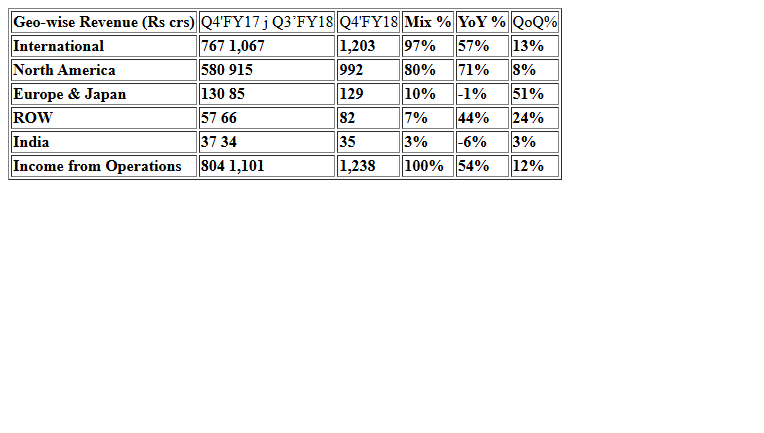 Geo-wise Revenue (Rs crs) Q4'FY17 j Q3’FY18 Q4'FY18 Mix % YoY % QoQ%
International 767 1,067 1,203 97% 57% 13%
North America 580 915 992 80% 71% 8%
Europe & Japan 130 85 129 10% -1% 51%
ROW 57 66 82 7% 44% 24%
India 37 34 35 3% -6% 3%
Income from Operations 804 1,101 1,238 100% 54% 12%